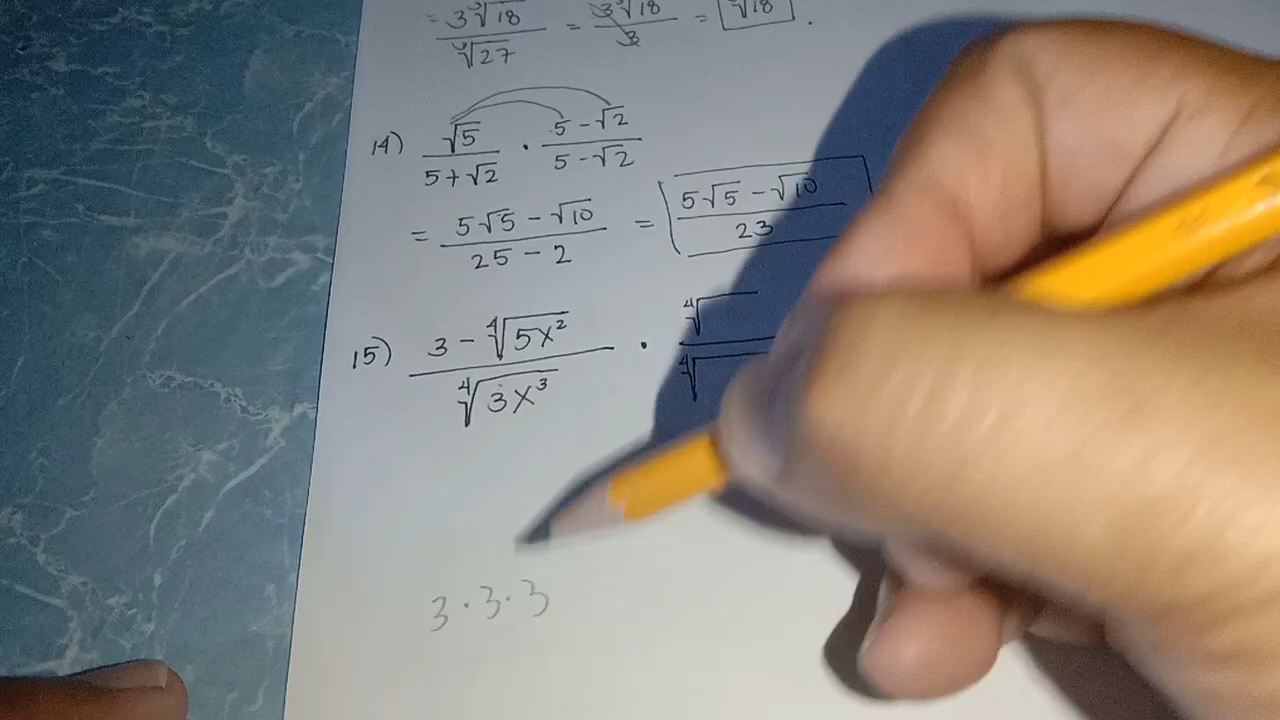 = 3∛18 / ∛27 = 3∛18 / 3 = ∛18 .
14) √5 / 5+√2 · 5-√2 / 5-√2
= 5√5 - √10 / 25 - 2 = 5√5 - √10 / 23
15) 3 - ∜5x² / ∜3x³ · ∜ / ∜
3·3·3